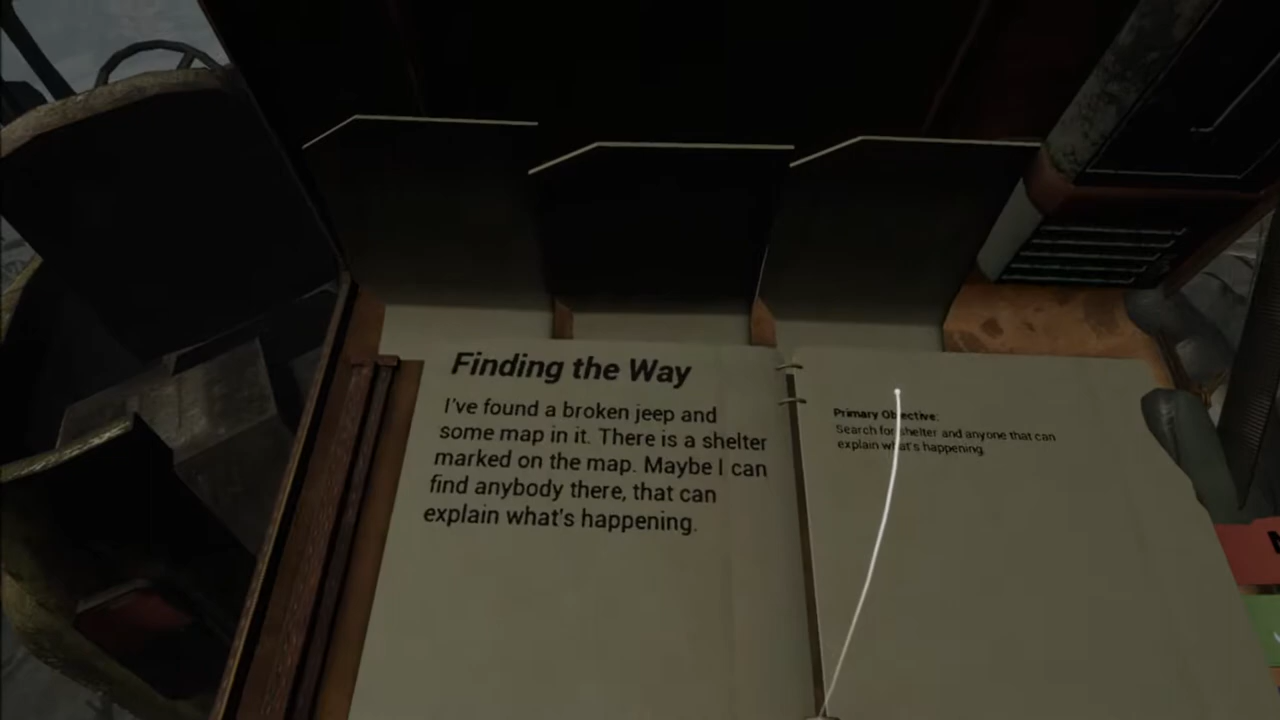 Finding the Way
I've found a broken jeep and
some map in it. There is a shelter
marked on the map. Maybe I can
find anybody there, that can
explain what's happening.
Primary Objective:
Search for shelter and anyone that can
explain what's happening.